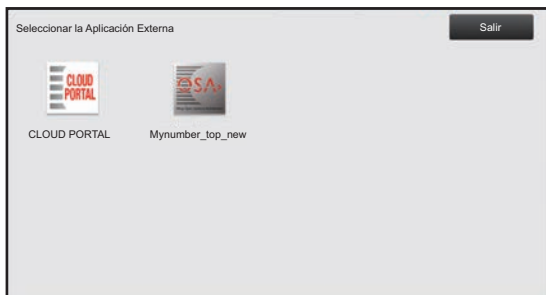 Seleccionar la Aplicación Externa
Salir
CLOUD
PORTAL
OSA
CLOUD PORTAL
Mynumber_top_new